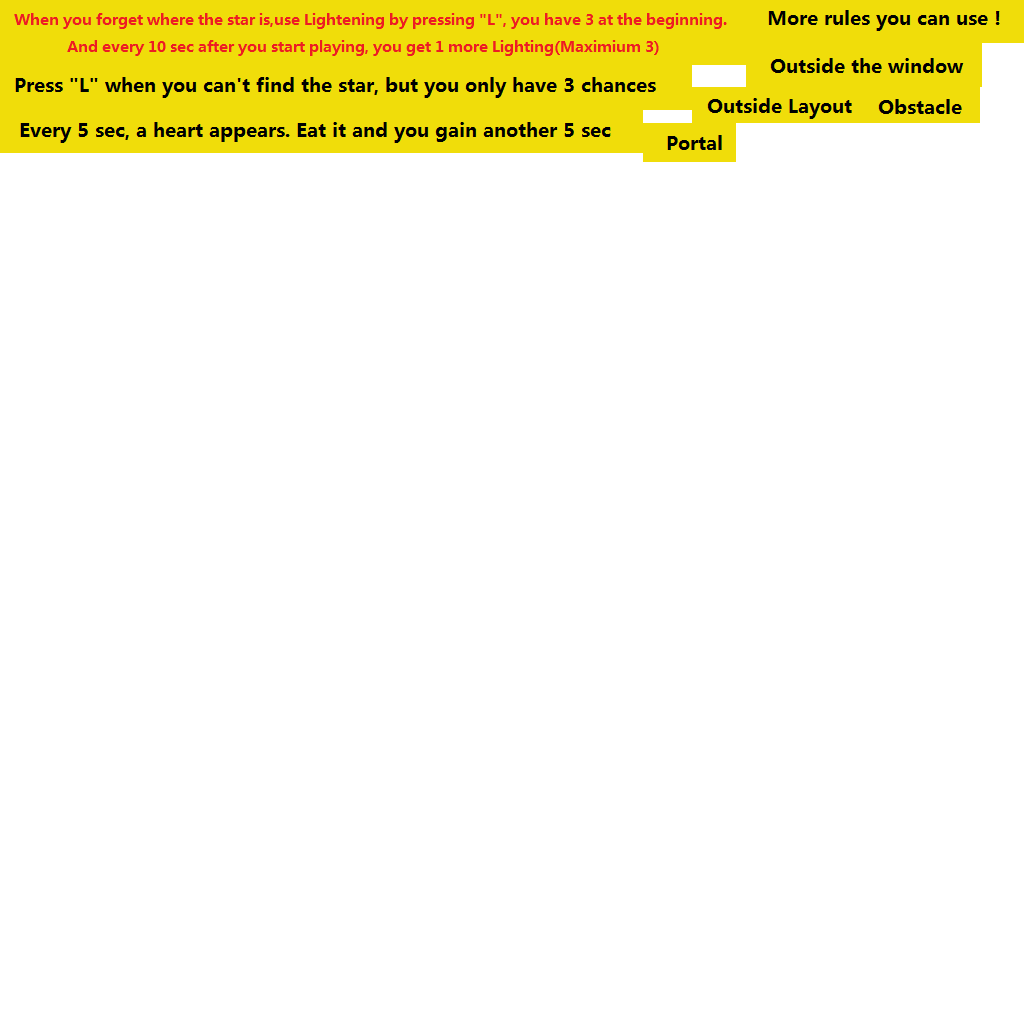 When you forget where the star is,use Lightening by pressing "L", you have 3 at the beginning.
And every 10 sec after you start playing, you get 1 more Lighting(Maximium 3)
More rules you can use !
Outside the window
Press "L" when you can't find the star, but you only have 3 chances
Outside Layout
Obstacle
Every 5 sec, a heart appears. Eat it and you gain another 5 sec
Portal